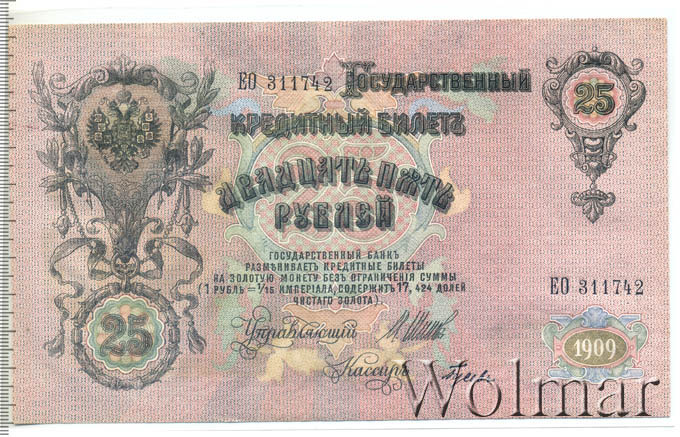 ЕО 311742 Государственный
25
Кредитный Билетъ
Двадцать пять
Рублей
Государственный Банкъ
размѣниваетъ кредитные билеты
на золотую монету безъ ограниченія суммы
(1 рубль = 1/15 имперіала, содержитъ 17,424 долей
чистаго золота).
ЕО 311742
25
Управляющій
1909
Кассиръ
Wolmar